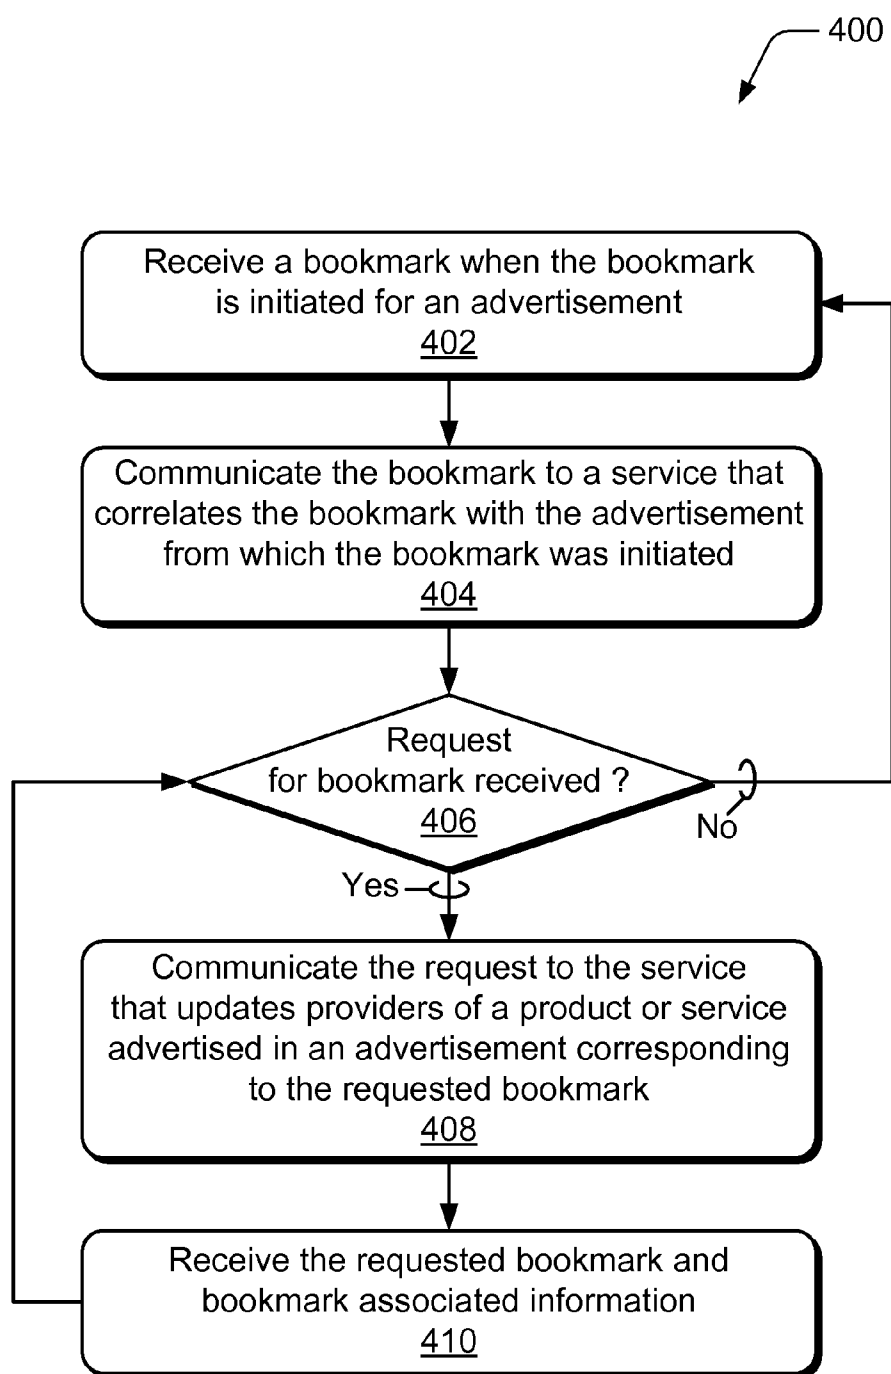 400
Receive a bookmark when the bookmark
is initiated for an advertisement
402
Communicate the bookmark to a service that
correlates the bookmark with the advertisement
from which the bookmark was initiated
404
Request
for bookmark received ?
406
No
Yes
Communicate the request to the service
that updates providers of a product or service
advertised in an advertisement corresponding
to the requested bookmark
408
Receive the requested bookmark and
bookmark associated information
410